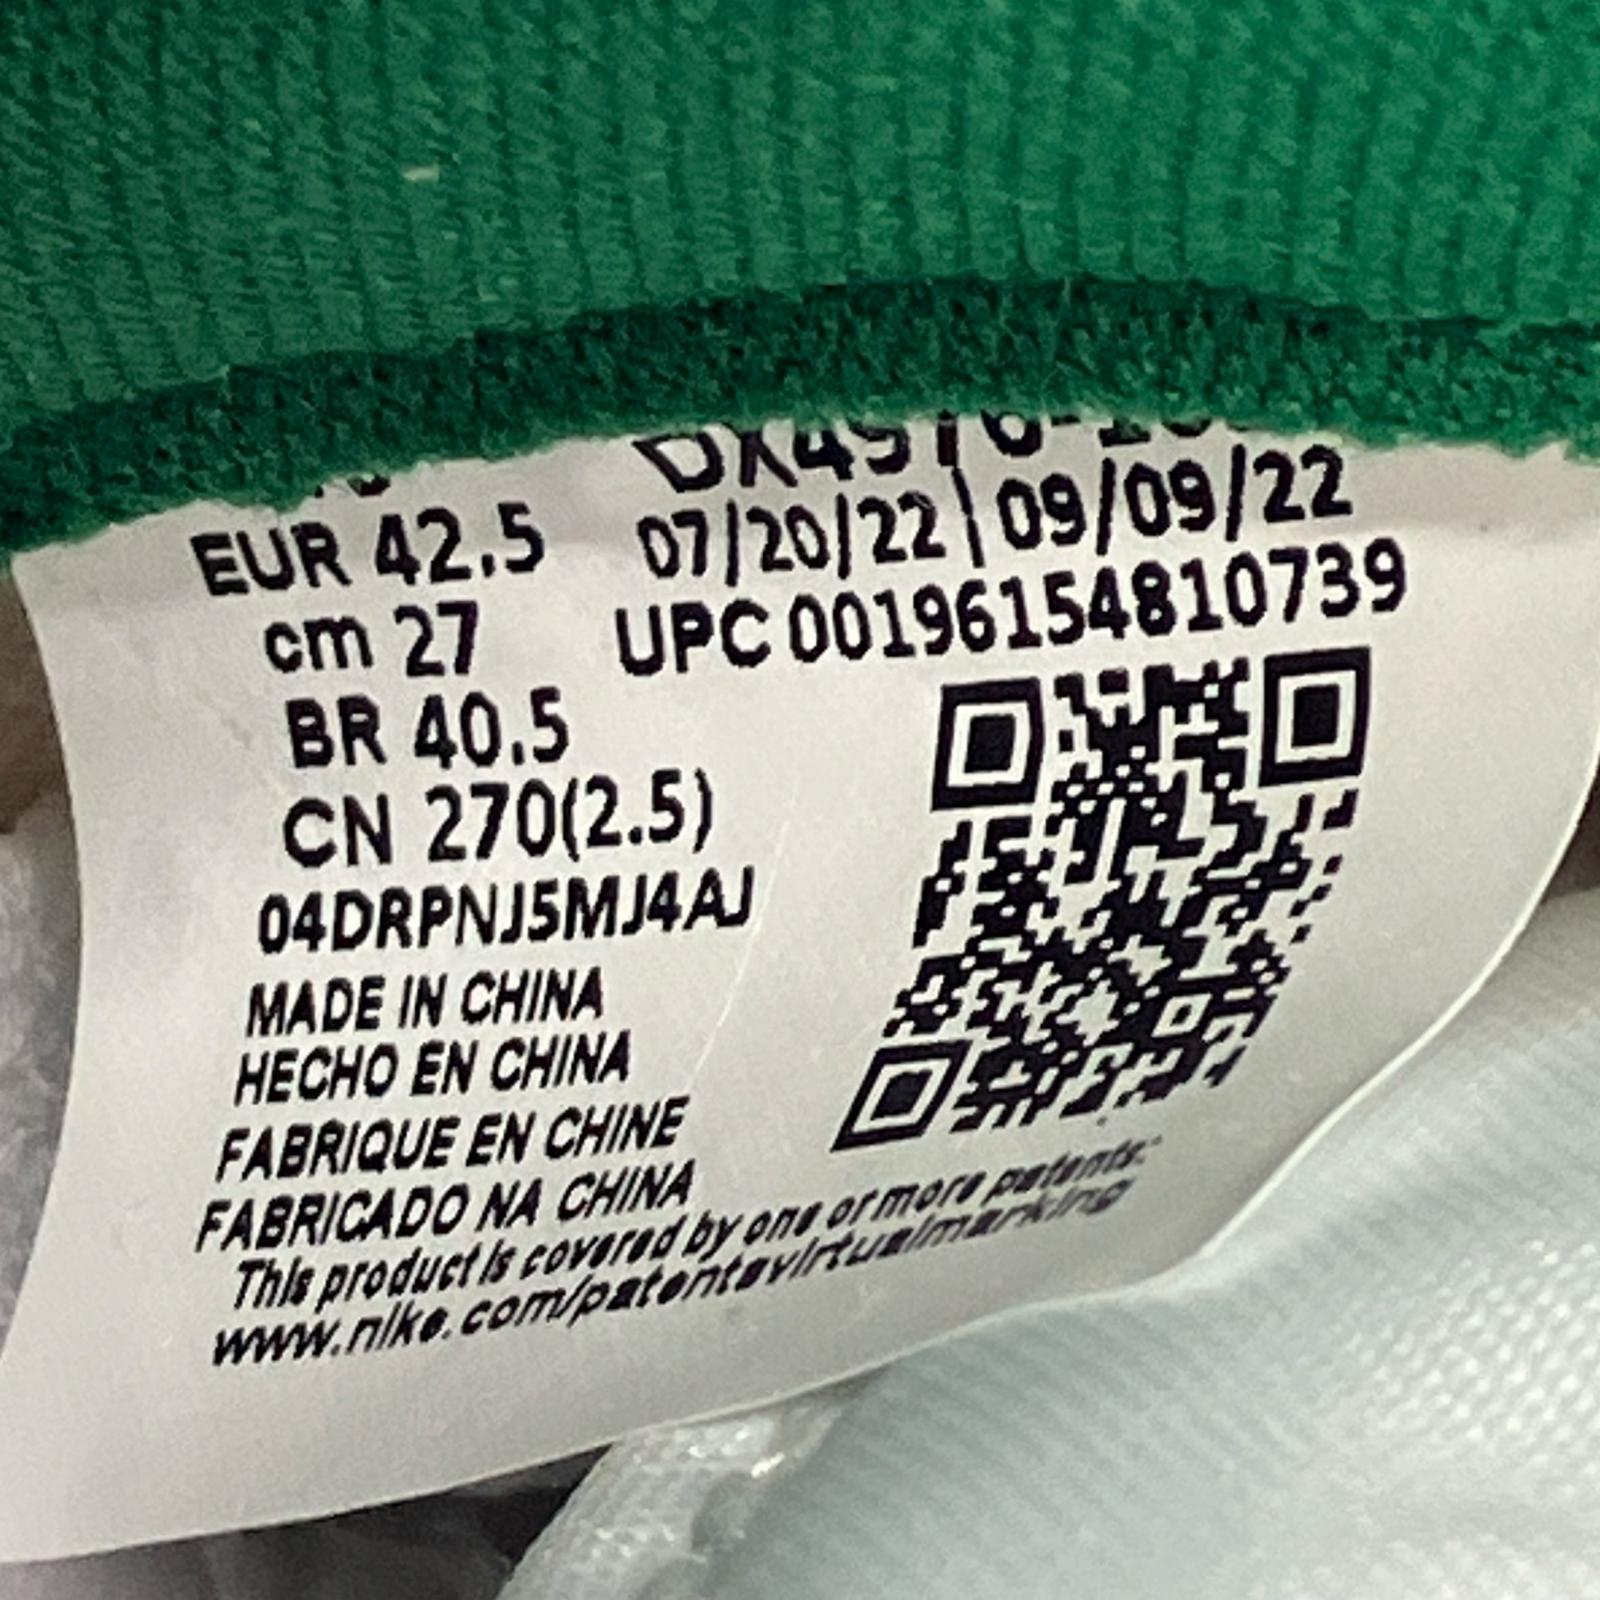 EUR 42.5
cm 27
BR 40.5
CN 270(2.5)
04DRPNJ5MJ4AJ
07/20/22 | 09/09/22
UPC 00196154810739
MADE IN CHINA
HECHO EN CHINA
FABRIQUE EN CHINE
FABRICADO NA CHINA
This product is covered by one or more patents:
www.nike.com/patentsvirtualmarking